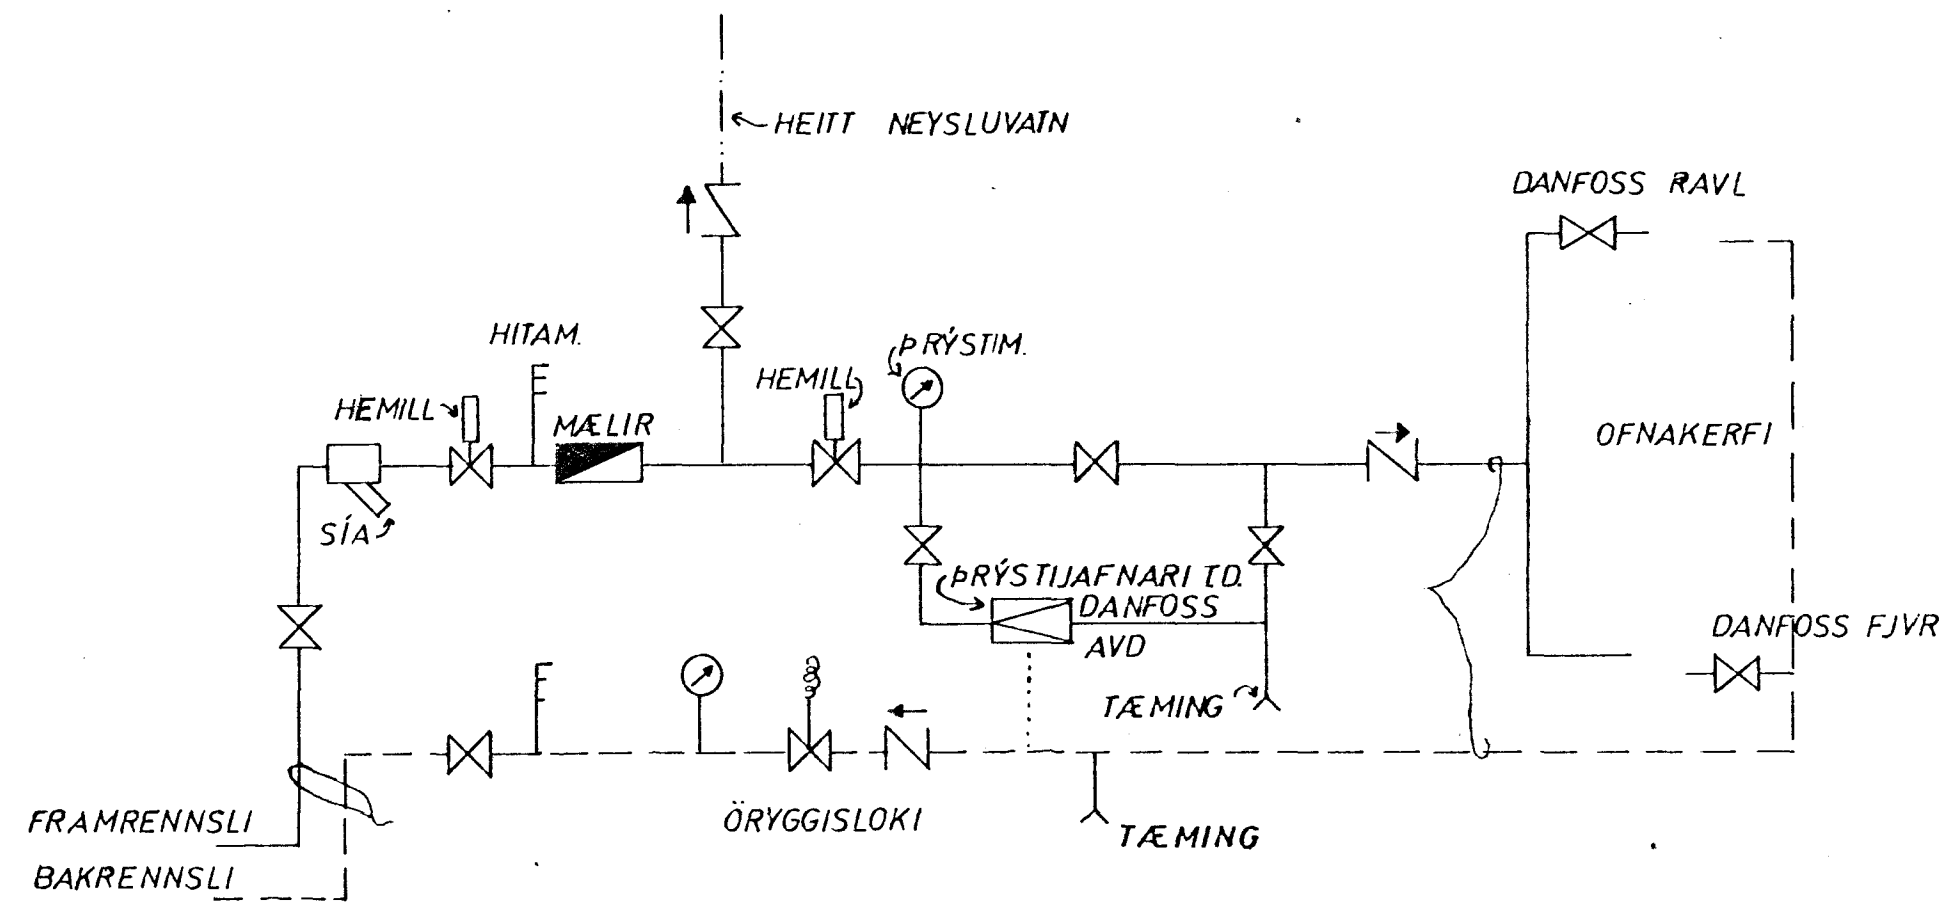 HEITT NEYSLUVATN
DANFOSS RAVL
HITAM.
ÞRÝSTIM.
HEMILL
HEMILL
MÆLIR
OFNAKERFI
SÍA
ÞRÝSTIJAFNARI T.D.
DANFOSS
AVD
DANFOSS FJVR
TÆMING
FRAMRENNSLI
ÖRYGGISLOKI
TÆMING
BAKRENNSLI